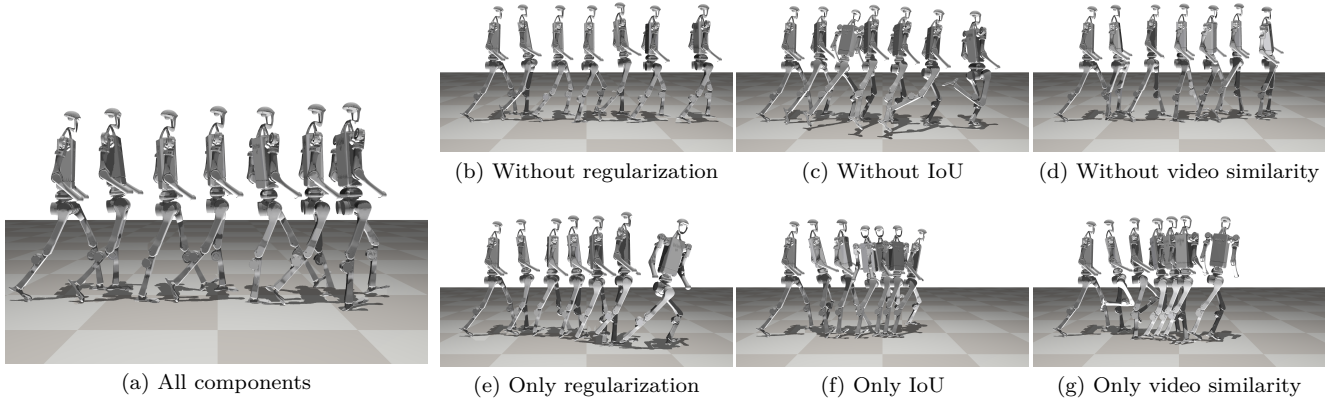 (a) All components
(b) Without regularization
(c) Without IoU
(d) Without video similarity
(e) Only regularization
(f) Only IoU
(g) Only video similarity